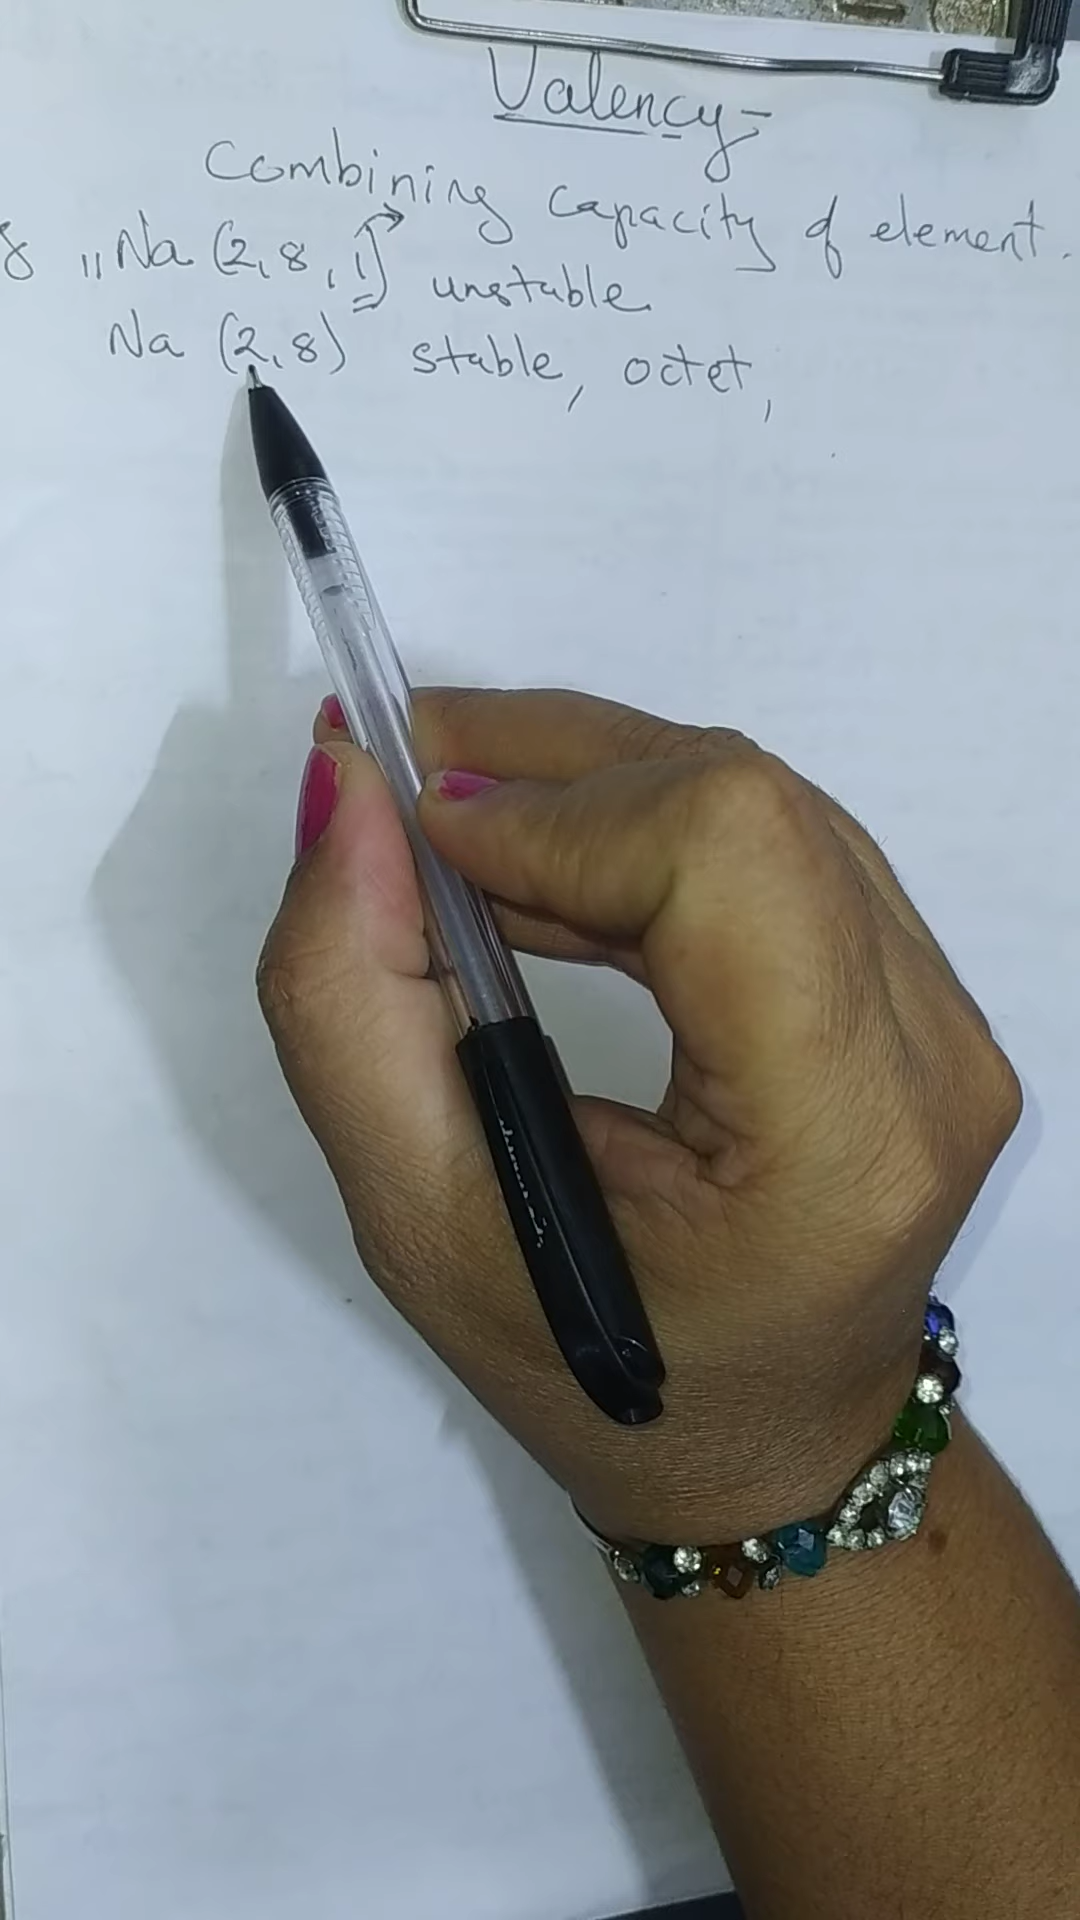 Valency-
Combining capacity of element.
g 11Na (2,8,1) unstable
Na (2,8) stable, octet,